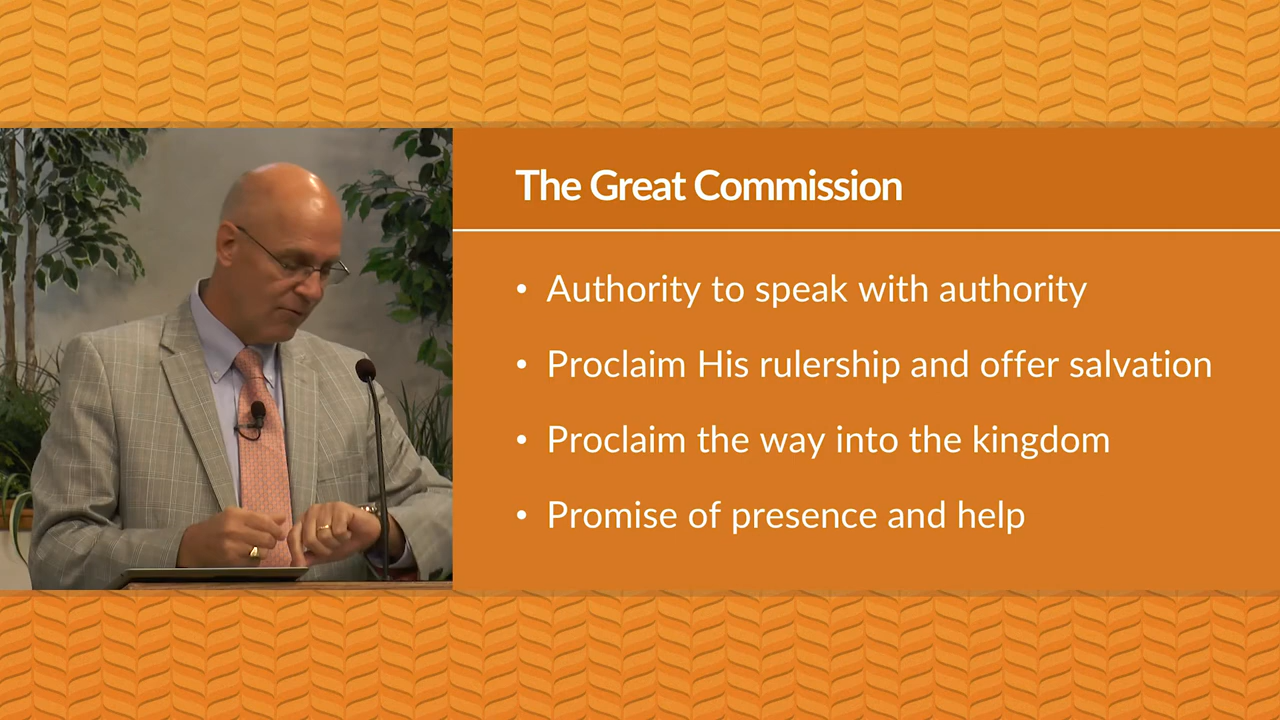 The Great Commission
• Authority to speak with authority
• Proclaim His rulership and offer salvation
• Proclaim the way into the kingdom
• Promise of presence and help